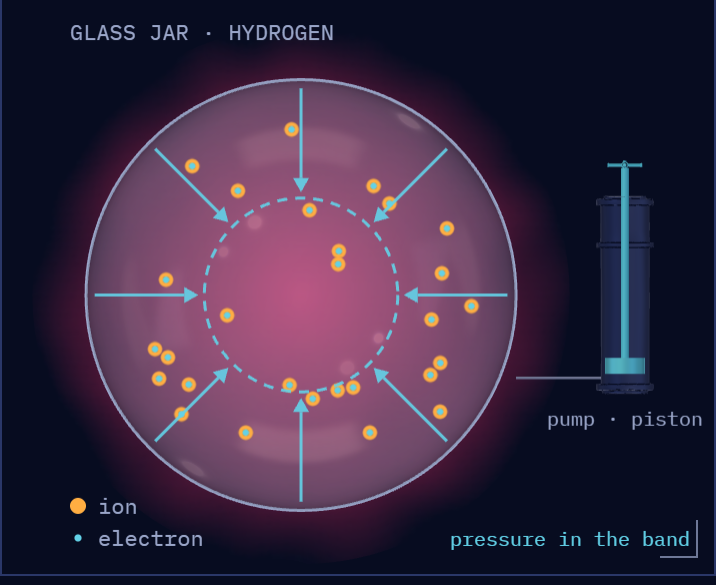 GLASS JAR · HYDROGEN
pump · piston
ion
electron
pressure in the band